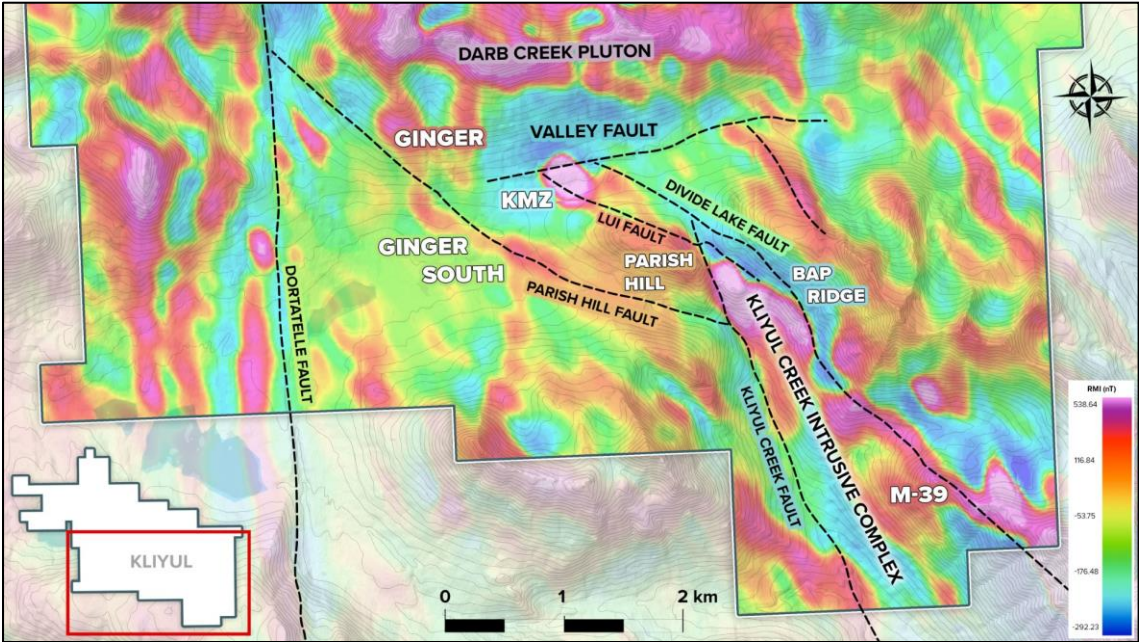 DARB CREEK PLUTON
GINGER
VALLEY FAULT
KMZ
DIVIDE LAKE FAULT
LUI FAULT
GINGER
SOUTH
PARISH
HILL
BAP
RIDGE
PARISH HILL FAULT
DORTATELLE FAULT
KLIYUL CREEK INTRUSIVE COMPLEX
KLIYUL CREEK FAULT
M-39
RMI (nT)
538.64
116.84
-53.75
-176.48
-292.23
KLIYUL
0 1 2 km